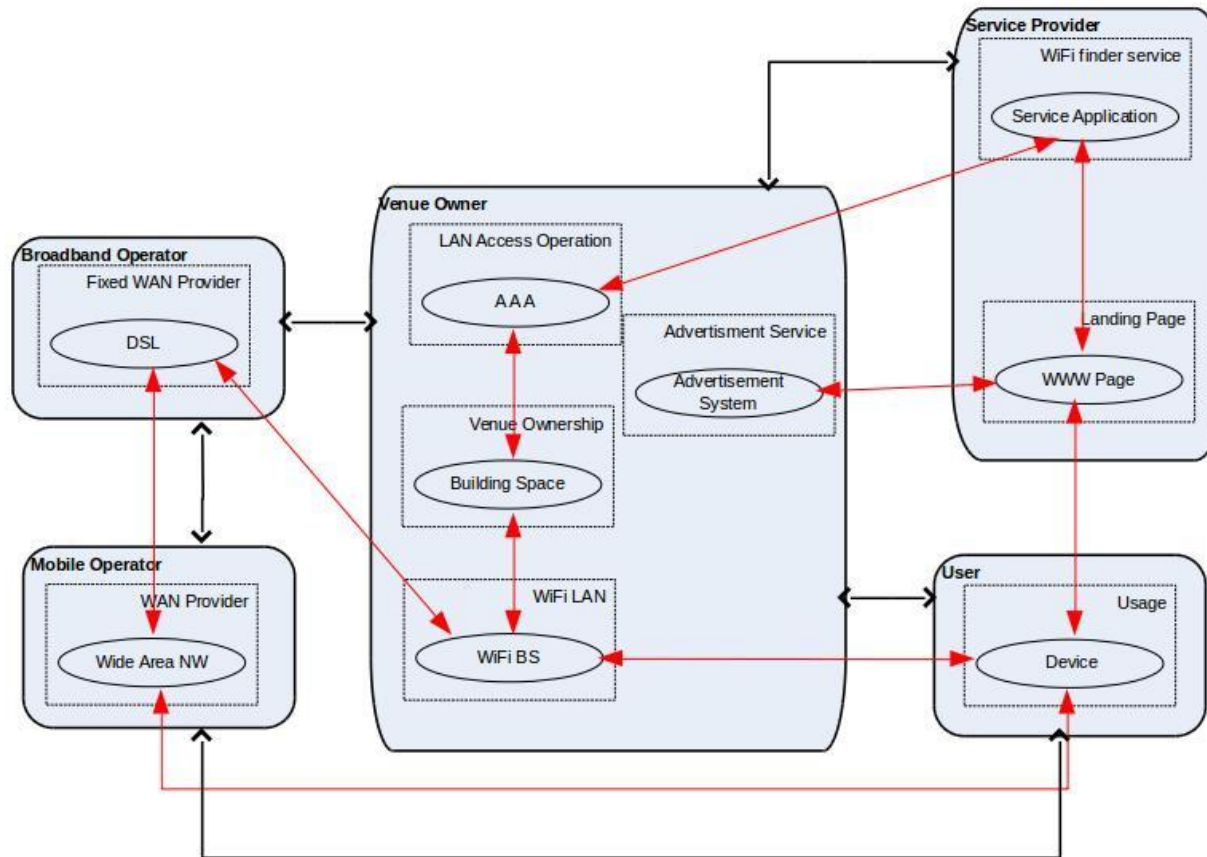 Service Provider
WiFi finder service
Service Application
Venue Owner
LAN Access Operation
A A A
Broadband Operator
Fixed WAN Provider
DSL
Advertisment Service
Advertisement
System
Landing Page
WWW Page
Venue Ownership
Building Space
Mobile Operator
WAN Provider
Wide Area NW
WiFi LAN
WiFi BS
User
Usage
Device